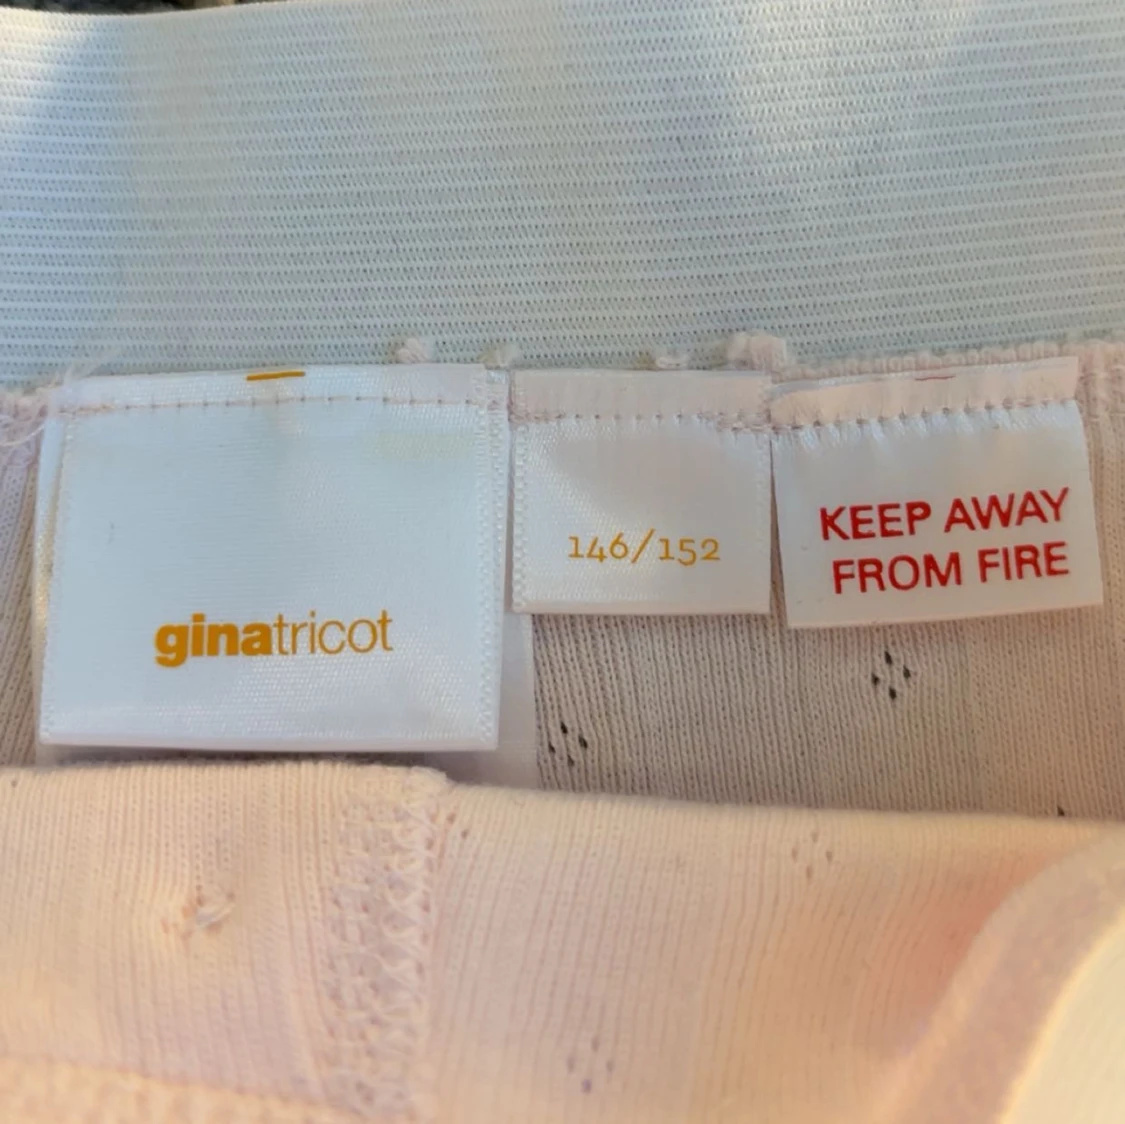 ginatricot
146/152
KEEP AWAY
FROM FIRE